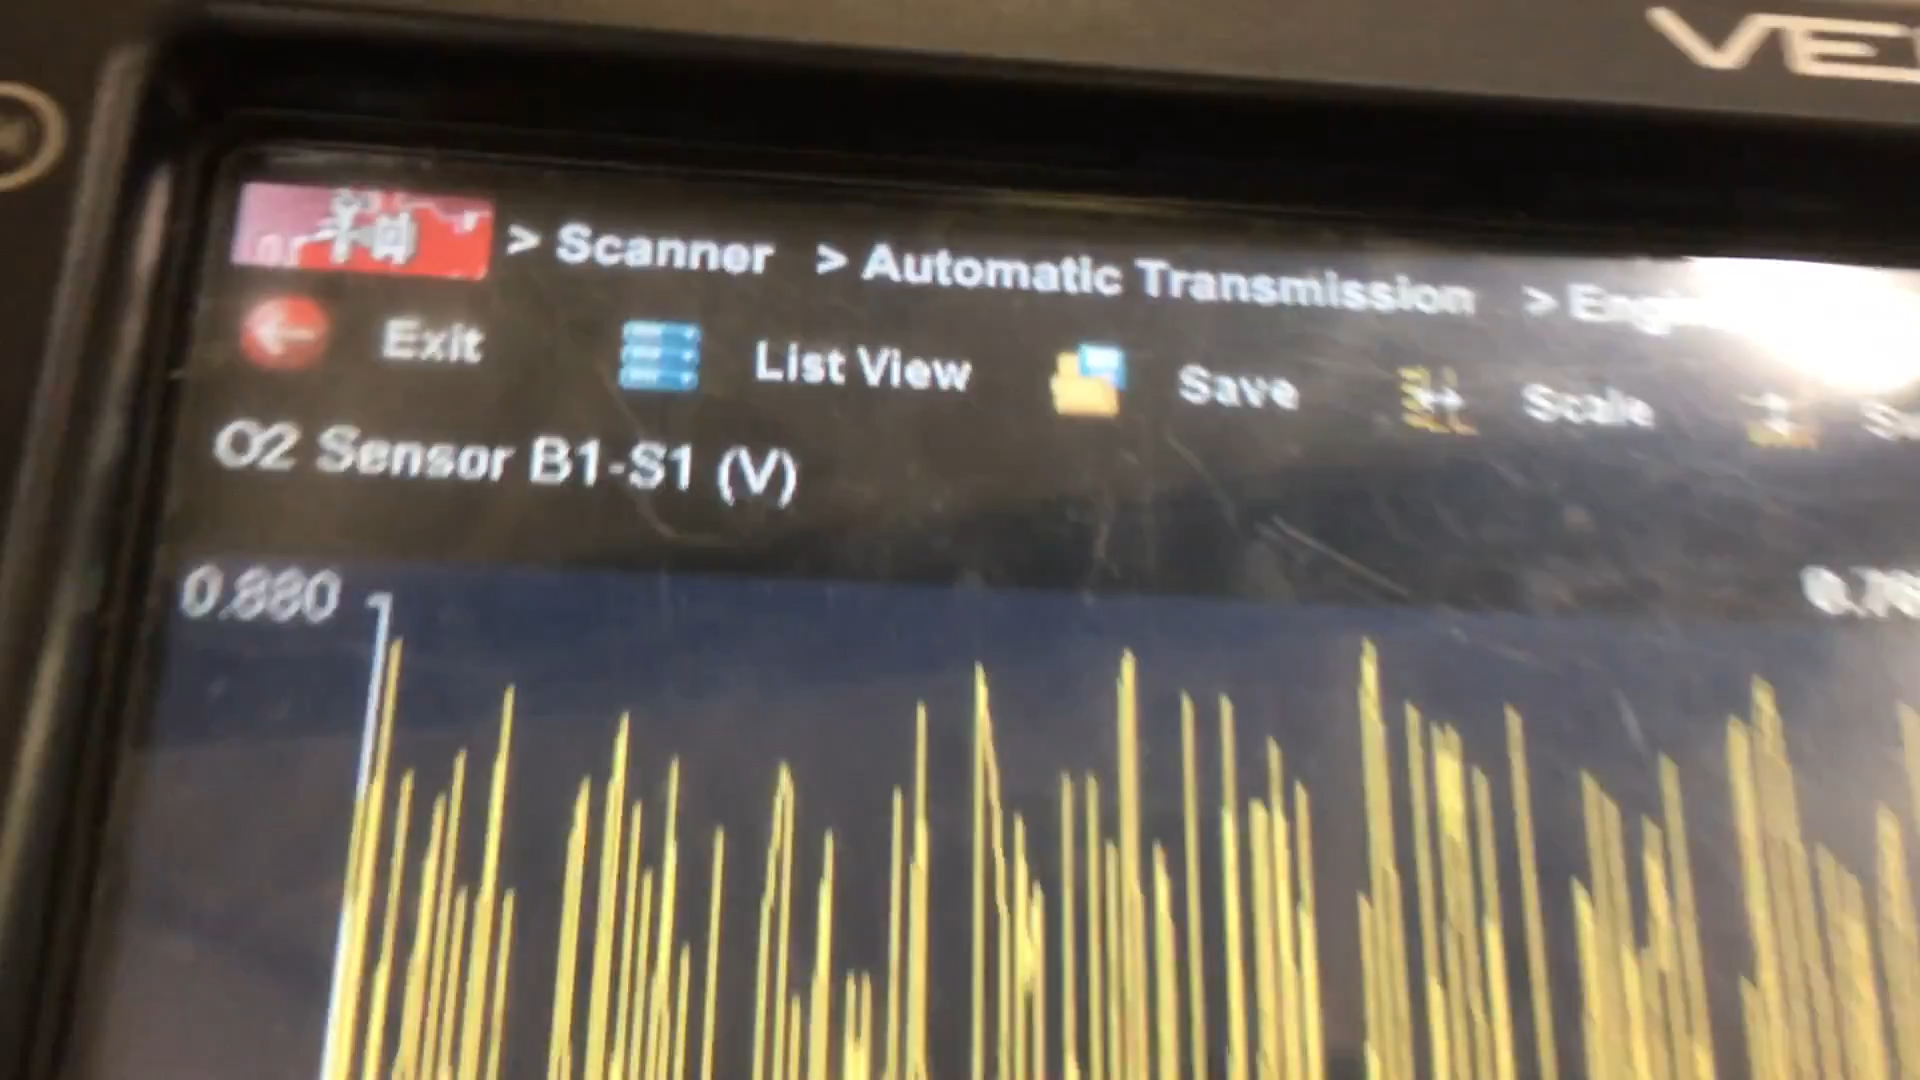 > Scanner > Automatic Transmission >
Exit List View Save Scale
O2 Sensor B1-S1 (V)
0.880